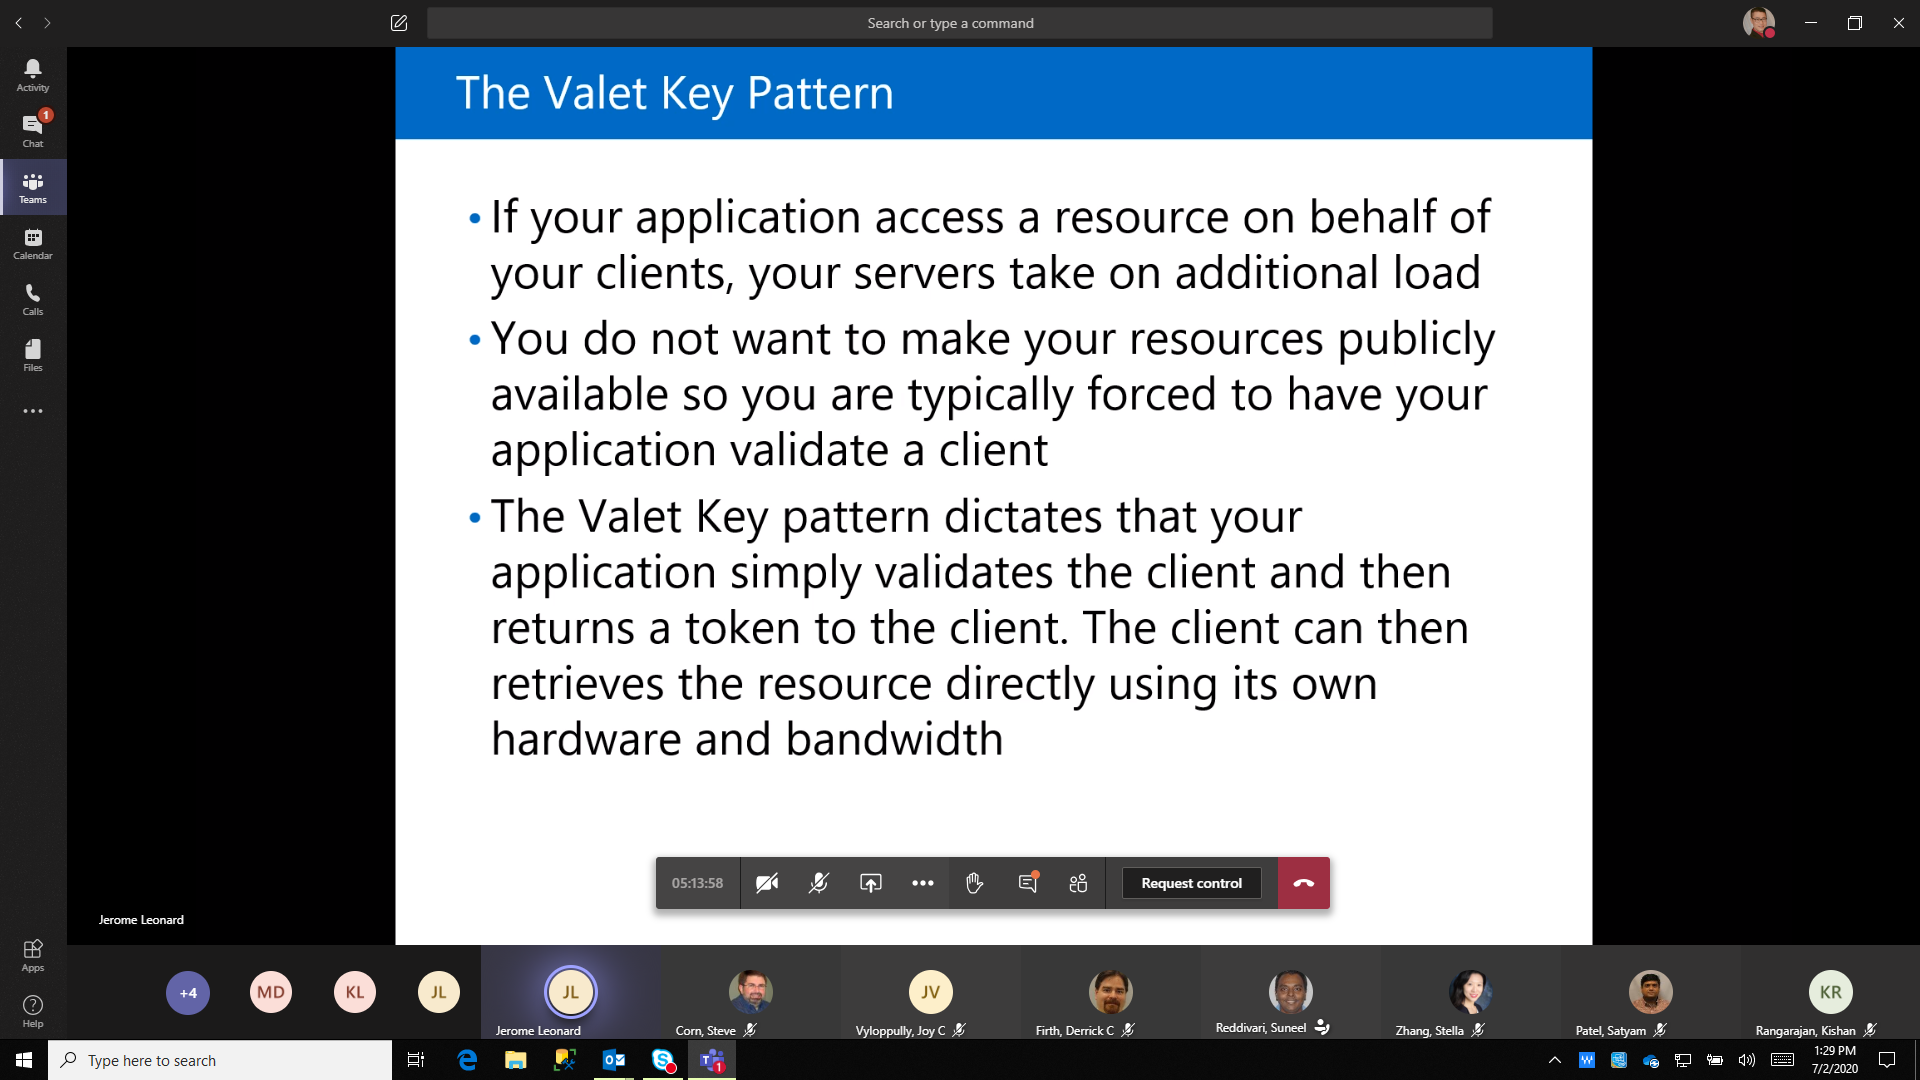 Search or type a command
Activity
1
Chat
Teams
Calendar
Calls
Files
Apps
Help
The Valet Key Pattern
• If your application access a resource on behalf of
your clients, your servers take on additional load
• You do not want to make your resources publicly
available so you are typically forced to have your
application validate a client
• The Valet Key pattern dictates that your
application simply validates the client and then
returns a token to the client. The client can then
retrieves the resource directly using its own
hardware and bandwidth
05:13:58
Request control
Jerome Leonard
+4
MD
KL
JL
JL
Jerome Leonard
Corn, Steve
JV
Vyloppully, Joy C
Firth, Derrick C
Reddivari, Suneel
Zhang, Stella
Patel, Satyam
KR
Rangarajan, Kishan
Type here to search
1
1:29 PM
7/2/2020